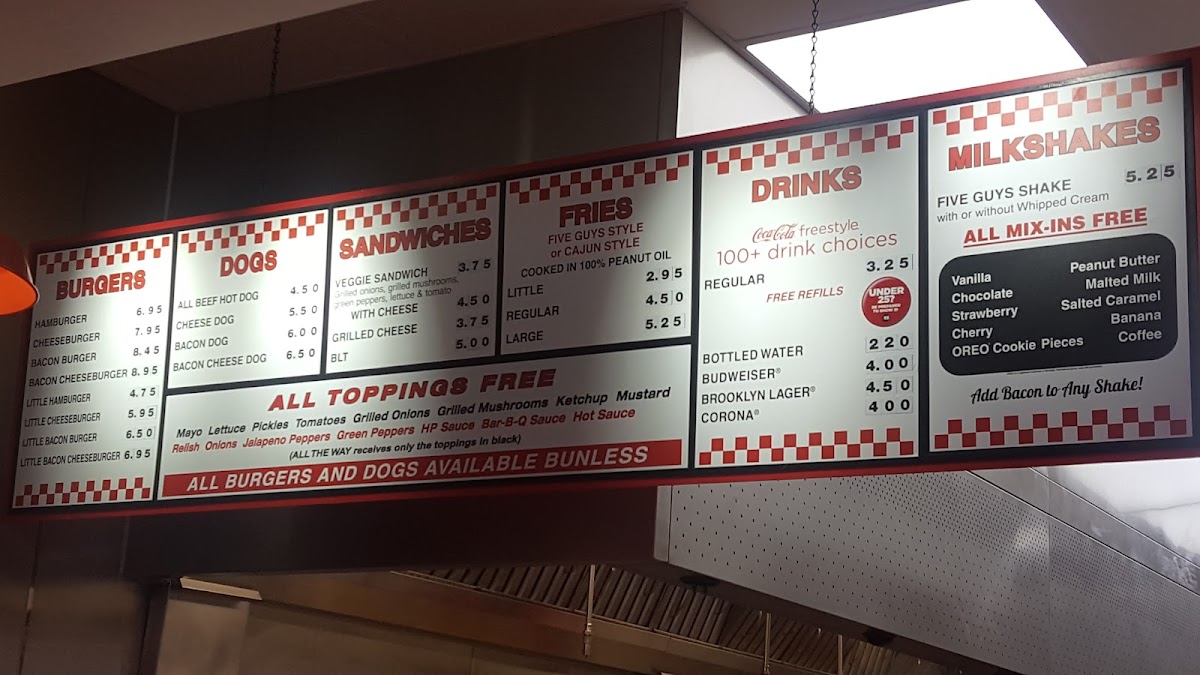 BURGERS
HAMBURGER 6.95
CHEESEBURGER 7.95
BACON BURGER 8.45
BACON CHEESEBURGER 8.95
LITTLE HAMBURGER 4.75
LITTLE CHEESEBURGER 5.95
LITTLE BACON BURGER 6.50
LITTLE BACON CHEESEBURGER 6.95
DOGS
ALL BEEF HOT DOG 4.50
CHEESE DOG 5.50
BACON DOG 6.00
BACON CHEESE DOG 6.50
SANDWICHES
VEGGIE SANDWICH 3.75
Grilled onions, grilled mushrooms,
green peppers, lettuce & tomato
WITH CHEESE 4.50
GRILLED CHEESE 3.75
BLT 5.00
FRIES
FIVE GUYS STYLE
or CAJUN STYLE
COOKED IN 100% PEANUT OIL
LITTLE 2.95
REGULAR 4.50
LARGE 5.25
ALL TOPPINGS FREE
Mayo Lettuce Pickles Tomatoes Grilled Onions Grilled Mushrooms Ketchup Mustard
Relish Onions Jalapeno Peppers Green Peppers HP Sauce Bar-B-Q Sauce Hot Sauce
(ALL THE WAY receives only the toppings in black)
ALL BURGERS AND DOGS AVAILABLE BUNLESS
DRINKS
Coca-Cola freestyle
100+ drink choices
REGULAR 3.25
FREE REFILLS
UNDER
25?
BE PREPARED
TO SHOW ID
BOTTLED WATER 2 2 0
BUDWEISER® 4.00
BROOKLYN LAGER® 4.50
CORONA® 4 0 0
MILKSHAKES
FIVE GUYS SHAKE 5.25
with or without Whipped Cream
ALL MIX-INS FREE
Vanilla Peanut Butter
Chocolate Malted Milk
Strawberry Salted Caramel
Cherry Banana
OREO Cookie Pieces Coffee
Add Bacon to Any Shake!